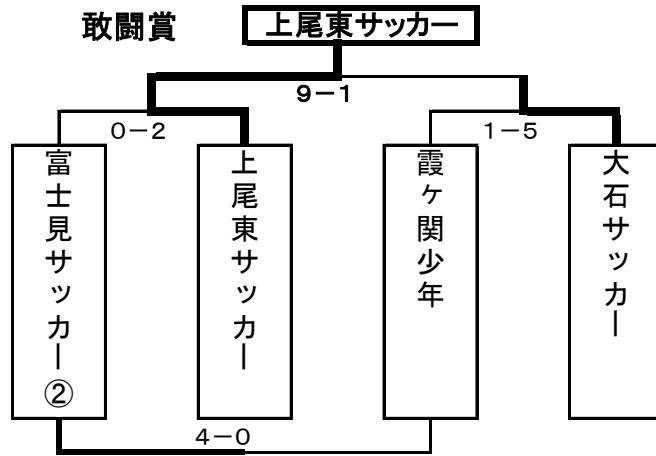 敢闘賞
上尾東サッカー
9－1
0－2
1－5
富士見サッカー②
上尾東サッカー
霞ヶ関少年
大石サッカー
4－0